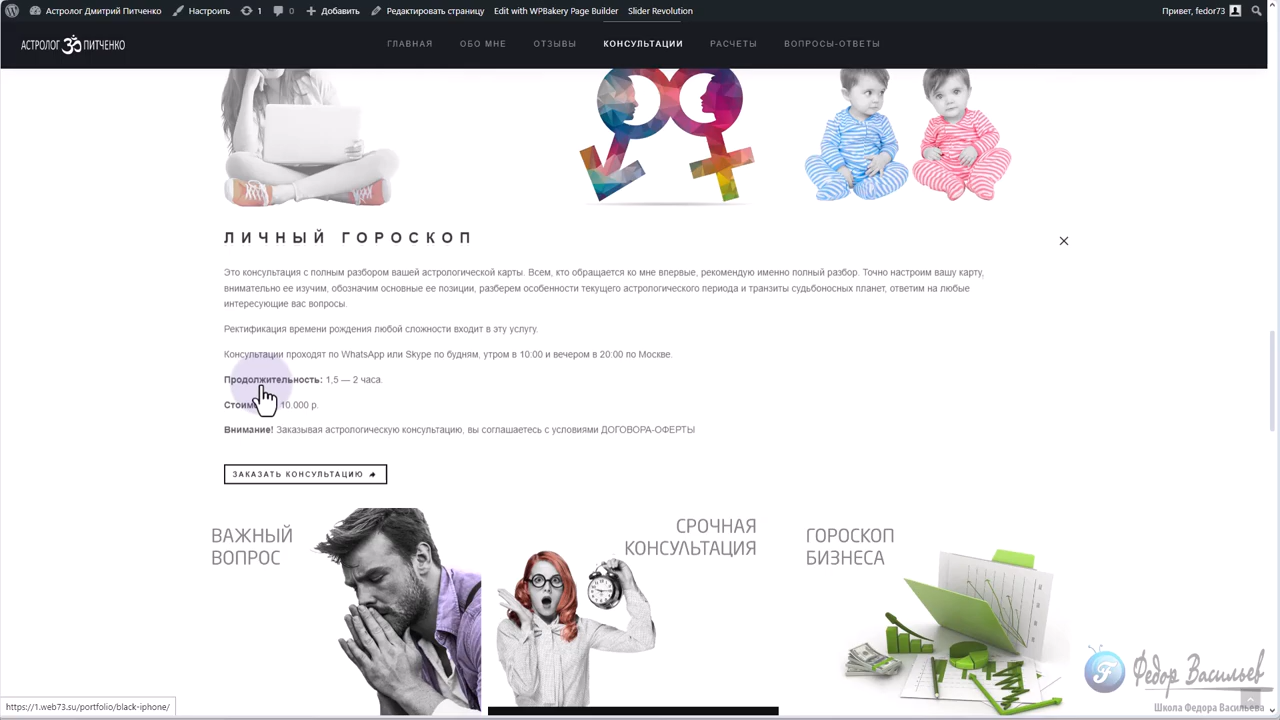 Астролог Дмитрий Питченко Настроить 1 0 Добавить Редактировать страницу Edit with WPBakery Page Builder Slider Revolution Привет, fedor73
АСТРОЛОГ ПИТЧЕНКО ГЛАВНАЯ ОБО МНЕ ОТЗЫВЫ КОНСУЛЬТАЦИИ РАСЧЕТЫ ВОПРОСЫ-ОТВЕТЫ
ЛИЧНЫЙ ГОРОСКОП
Это консультация с полным разбором вашей астрологической карты. Всем, кто обращается ко мне впервые, рекомендую именно полный разбор. Точно настроим вашу карту,
внимательно ее изучим, обозначим основные ее позиции, разберем особенности текущего астрологического периода и транзиты судьбоносных планет, ответим на любые
интересующие вас вопросы.
Ректификация времени рождения любой сложности входит в эту услугу.
Консультации проходят по WhatsApp или Skype по будням, утром в 10:00 и вечером в 20:00 по Москве.
Продолжительность: 1,5 — 2 часа.
10 000 р.
Внимание! Заказывая астрологическую консультацию, вы соглашаетесь с условиями ДОГОВОРА-ОФЕРТЫ
ЗАКАЗАТЬ КОНСУЛЬТАЦИЮ
ВАЖНЫЙ
ВОПРОС
СРОЧНАЯ
КОНСУЛЬТАЦИЯ
ГОРОСКОП
БИЗНЕСА
Федор Васильев
Школа Федора Васильева
https://1.web73.su/portfolio/black-iphone/